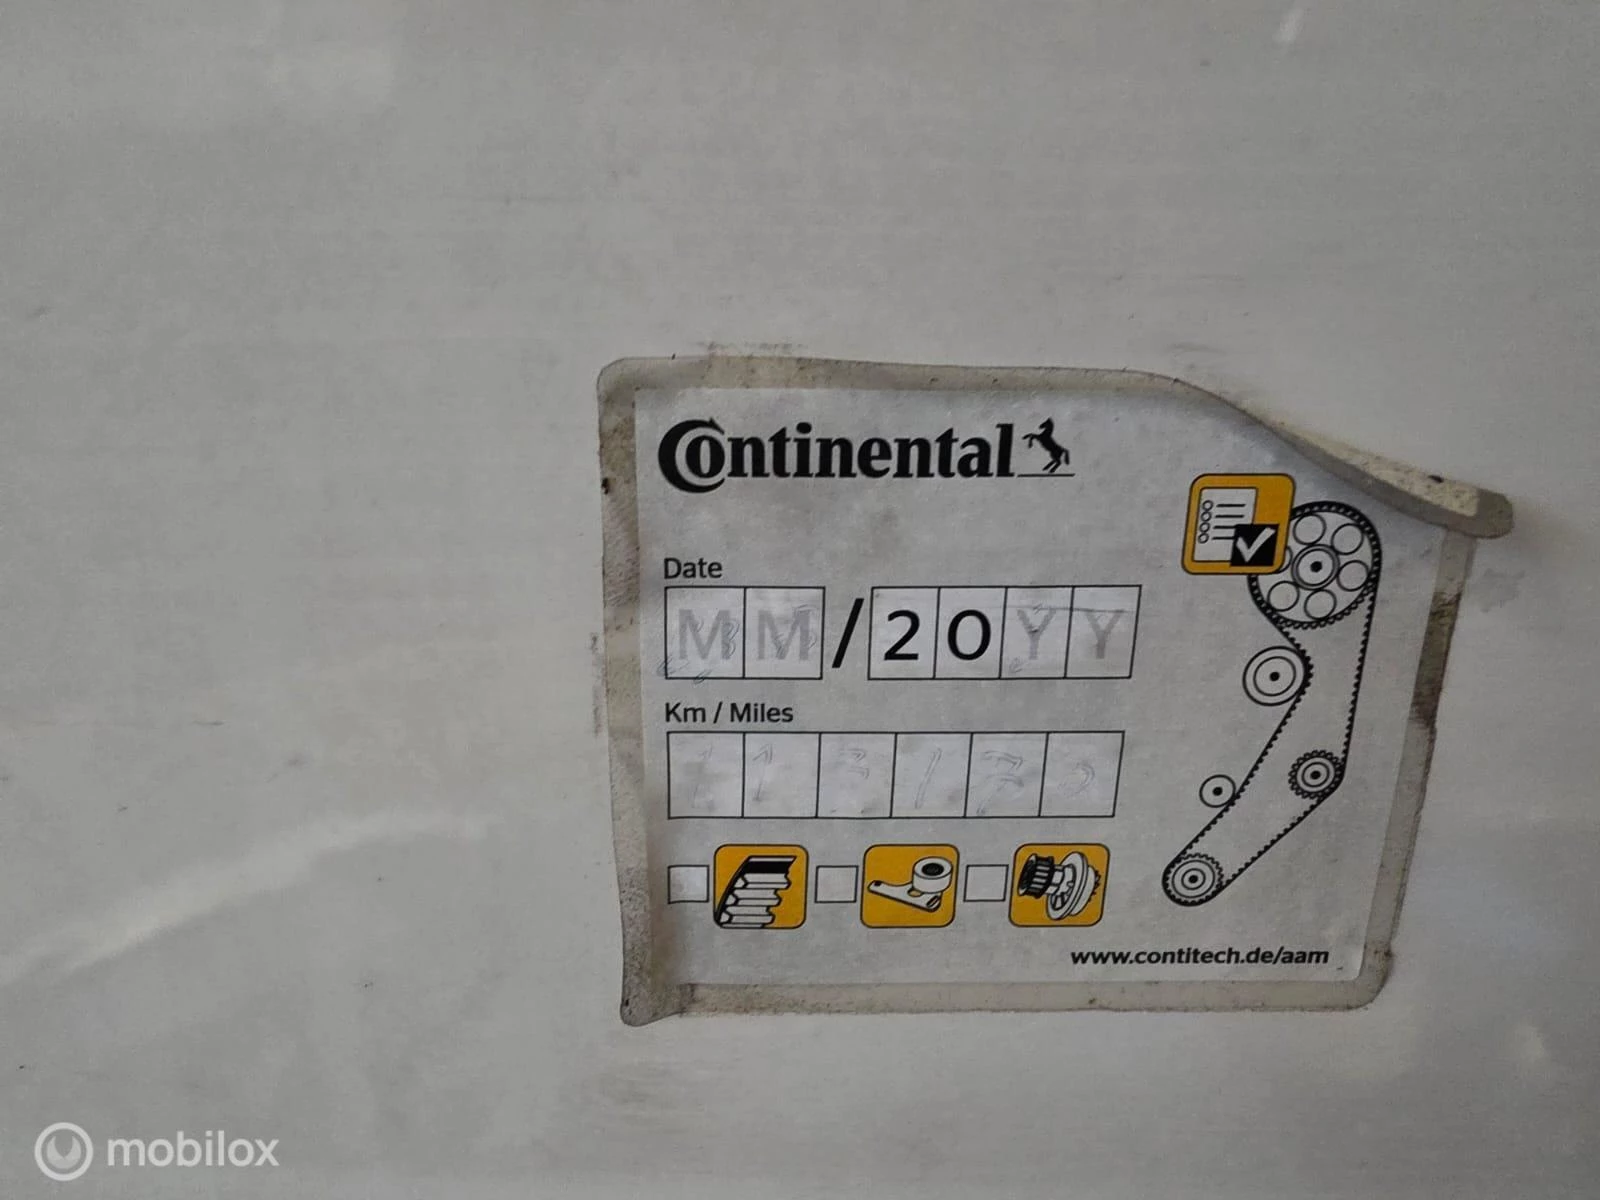 Continental
Date
MM/20YY
Km / Miles
www.contitech.de/aam
mobilox